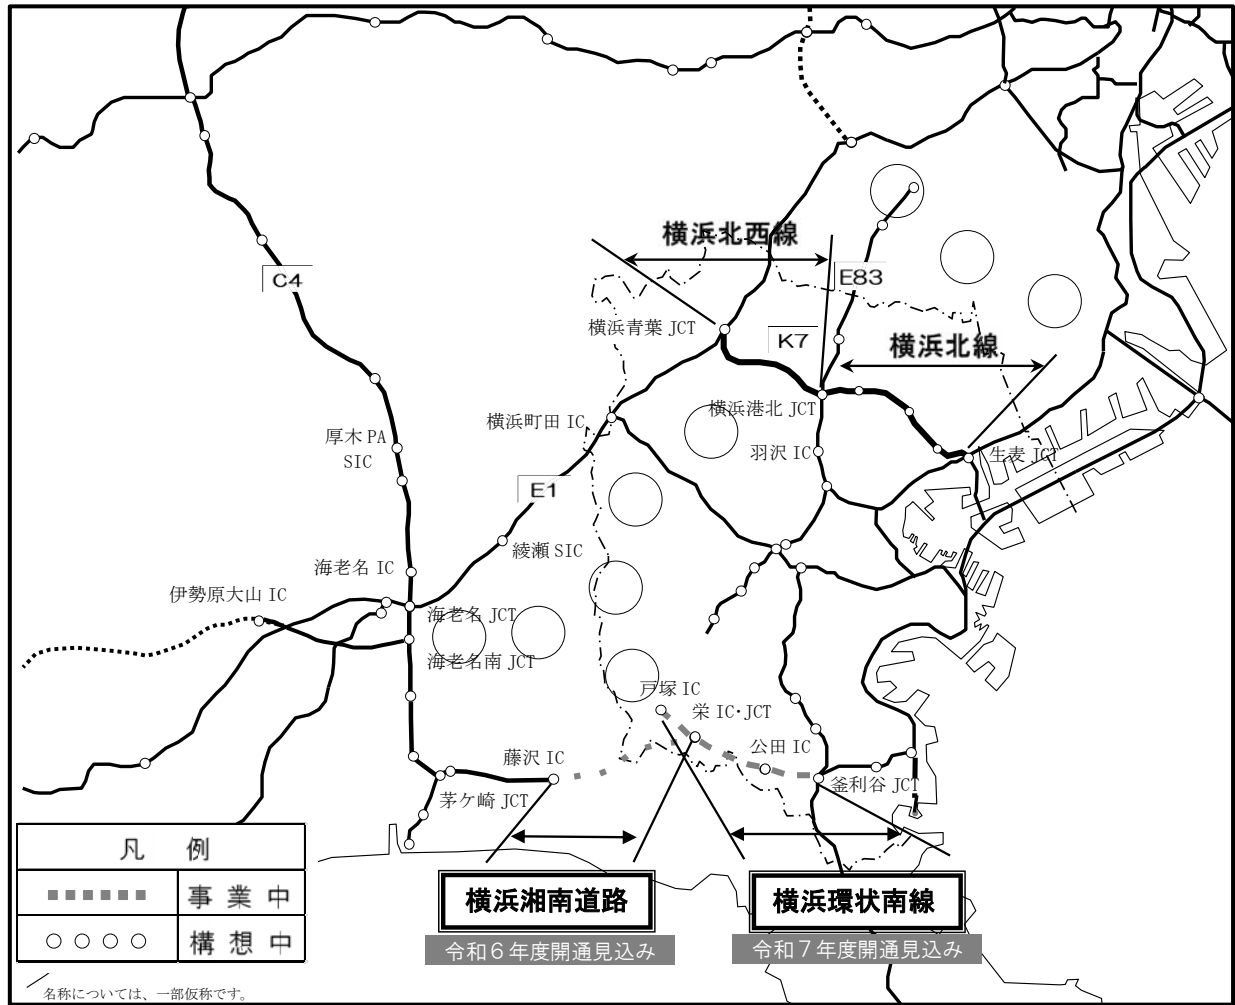 横浜北西線
C4
E83
横浜青葉 JCT
K7
横浜北線
横浜町田 IC
横浜港北 JCT
厚木 PA
SIC
羽沢 IC
生麦 JCT
E1
綾瀬 SIC
海老名 IC
伊勢原大山 IC
海老名 JCT
海老名南 JCT
戸塚 IC
栄 IC・JCT
藤沢 IC
公田 IC
茅ケ崎 JCT
釜利谷 JCT
凡 例
事 業 中
構 想 中
横浜湘南道路
令和６年度開通見込み
横浜環状南線
令和７年度開通見込み
名称については、一部仮称です。